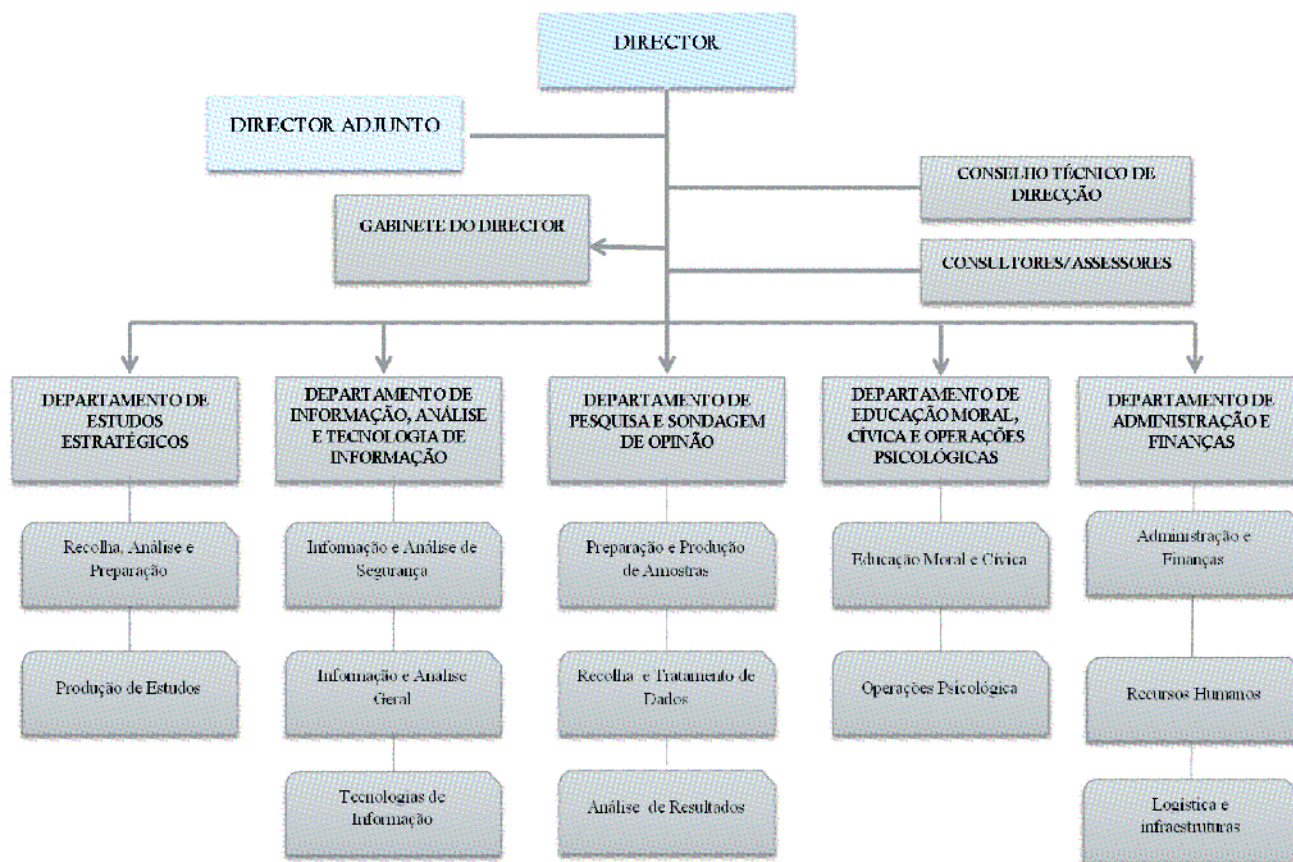 DIRECTOR
DIRECTOR ADJUNTO
CONSELHO TÉCNICO DE
DIRECÇÃO
GABINETE DO DIRECTOR
CONSULTORES/ASSESSORES
DEPARTAMENTO DE
ESTUDOS
ESTRATÉGICOS
DEPARTAMENTO DE
INFORMAÇÃO, ANÁLISE
E TECNOLOGIA DE
INFORMAÇÃO
DEPARTAMENTO DE
PESQUISA E SONDAGEM
DE OPINÃO
DEPARTAMENTO DE
EDUCAÇÃO MORAL,
CÍVICA E OPERAÇÕES
PSICOLÓGICAS
DEPARTAMENTO DE
ADMINISTRAÇÃO E
FINANÇAS
Recolha, Análise e
Preparação
Informação e Análise de
Segurança
Preparação e Produção
de Amostras
Educação Moral e Cívica
Administração e
Finanças
Produção de Estudos
Informação e Análise
Geral
Recolha e Tratamento de
Dados
Operações Psicológica
Recursos Humanos
Tecnologias de
Informação
Análise de Resultados
Logística e
infraestruturas